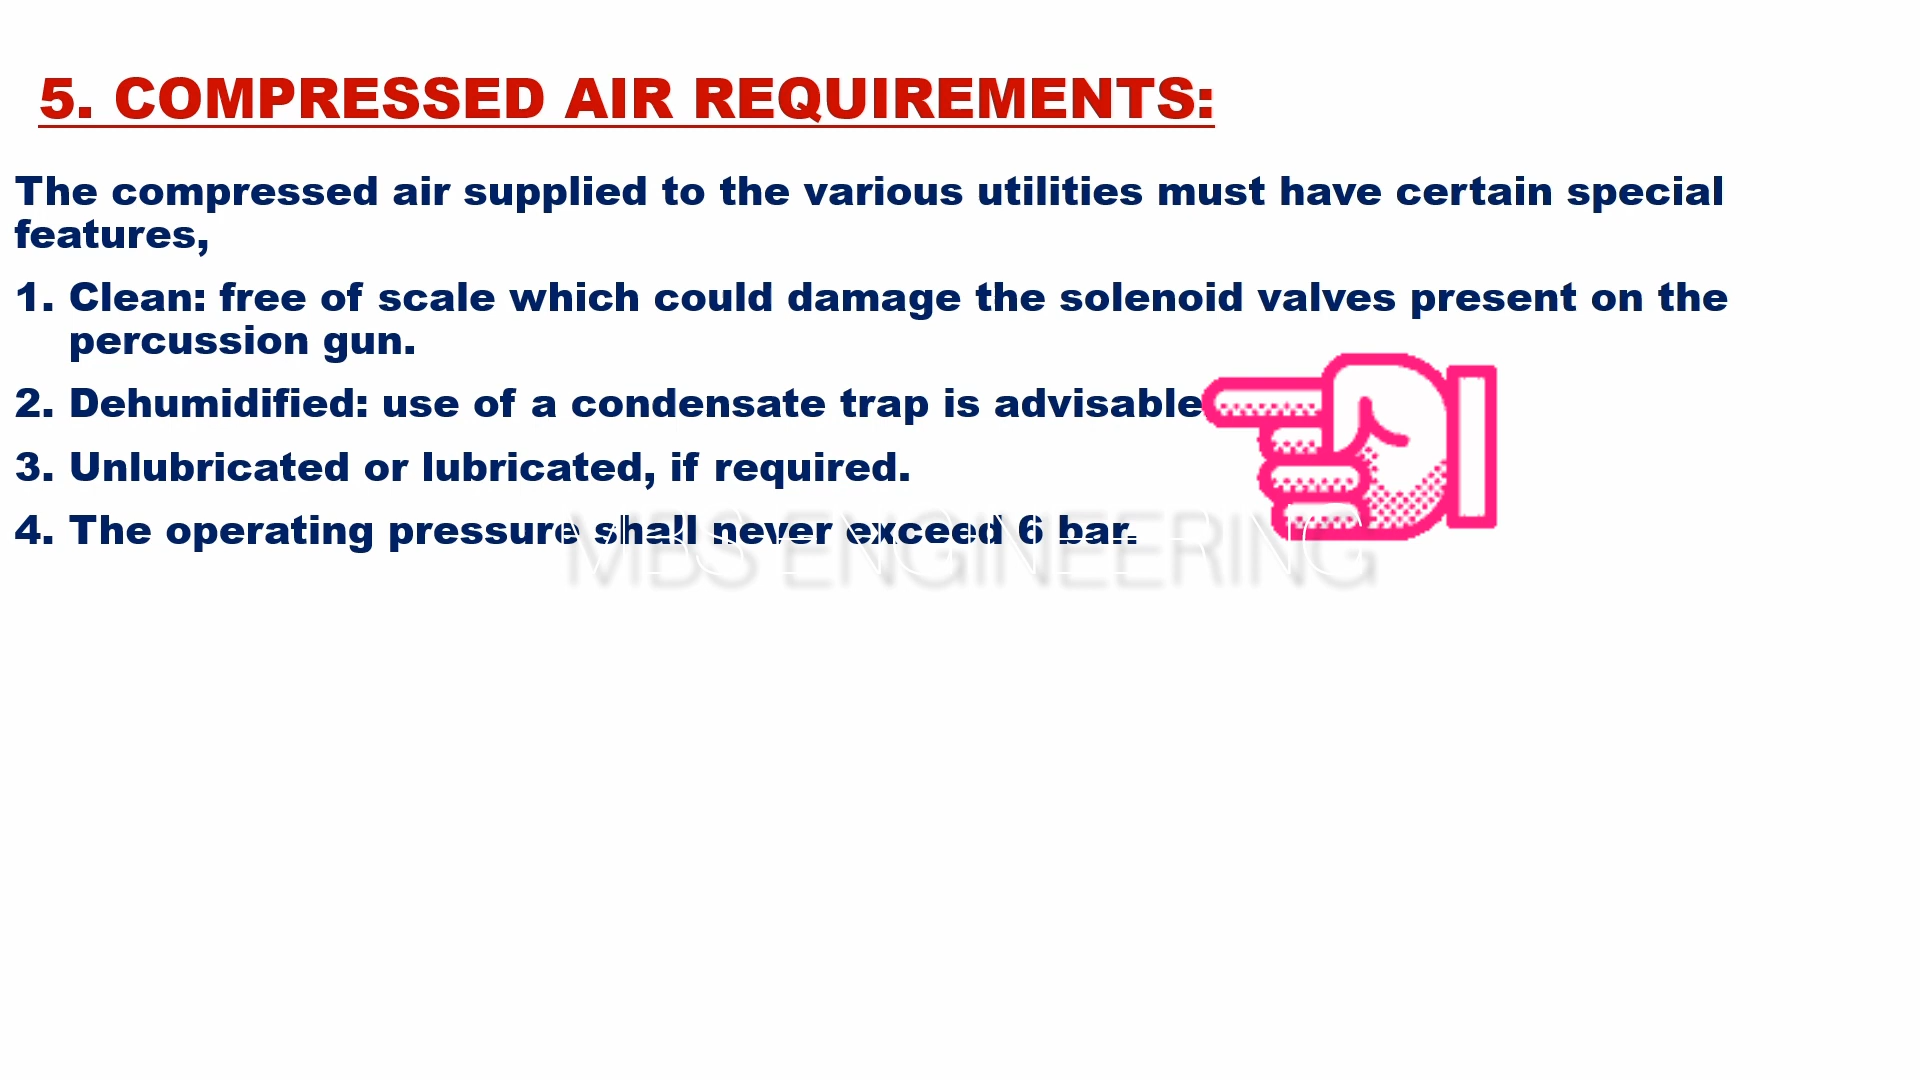 5. COMPRESSED AIR REQUIREMENTS:
The compressed air supplied to the various utilities must have certain special
features,
1. Clean: free of scale which could damage the solenoid valves present on the
percussion gun.
2. Dehumidified: use of a condensate trap is advisable
3. Unlubricated or lubricated, if required.
4. The operating pressure shall never exceed 6 bar.
MBS ENGINEERING